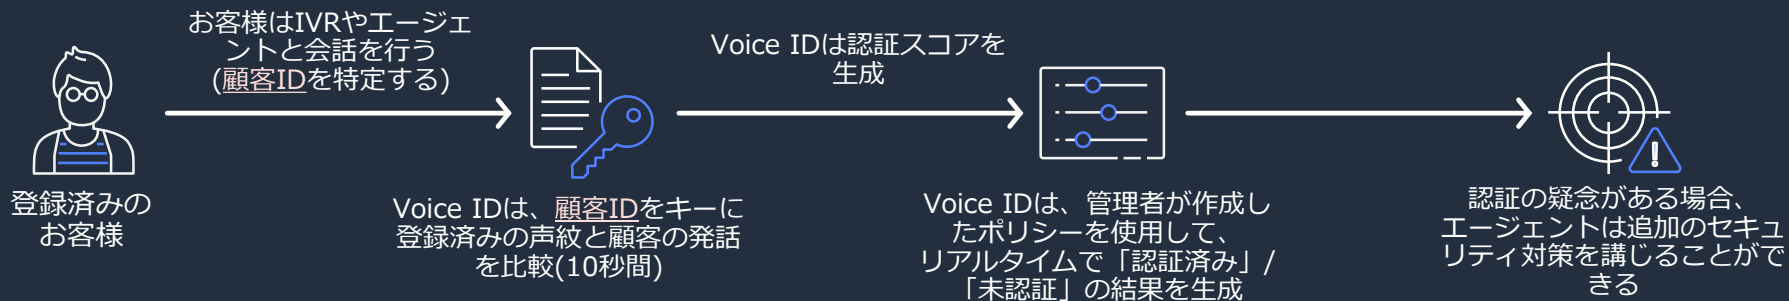 お客様はIVRやエージェ
ントと会話を行う
(顧客IDを特定する)
Voice IDは認証スコアを
生成
登録済みの
お客様
Voice IDは、顧客IDをキーに
登録済みの声紋と顧客の発話
を比較(10秒間)
Voice IDは、管理者が作成し
たポリシーを使用して、
リアルタイムで「認証済み」/
「未認証」の結果を生成
認証の疑念がある場合、
エージェントは追加のセキュ
リティ対策を講じることがで
きる